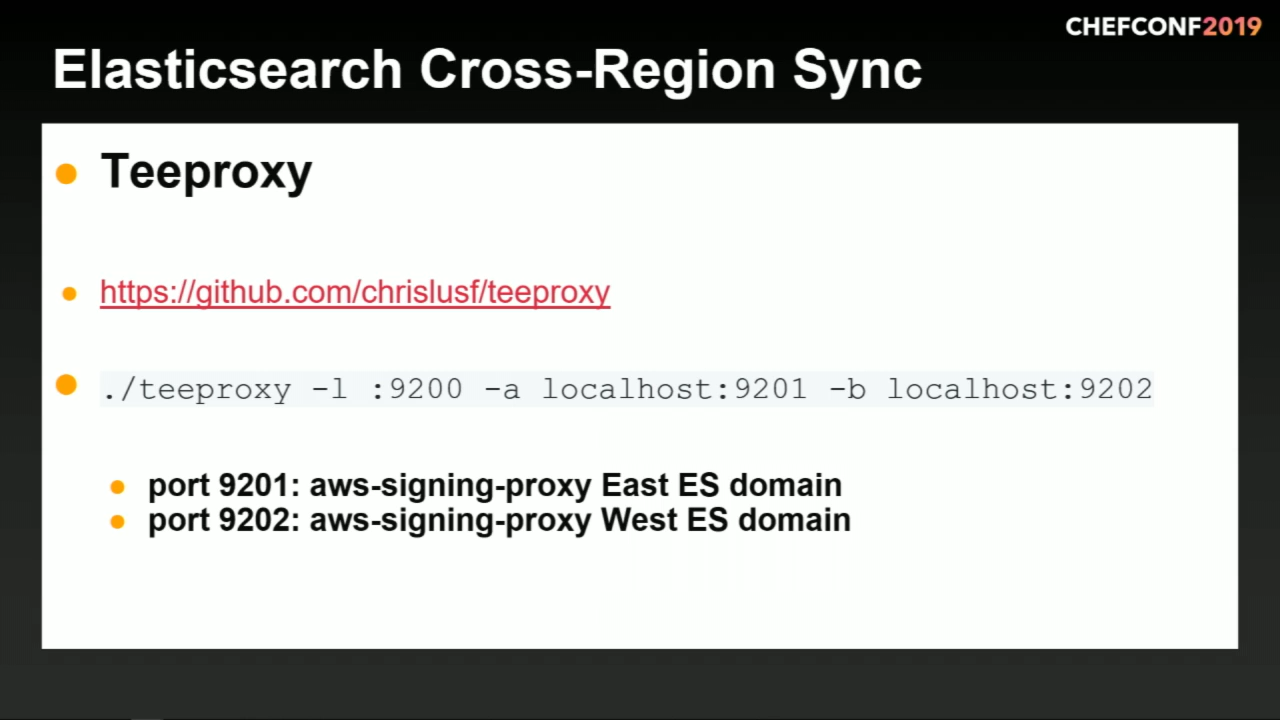 CHEFCONF2019
Elasticsearch Cross-Region Sync
Teeproxy
https://github.com/chrislusf/teeproxy
./teeproxy -l :9200 -a localhost:9201 -b localhost:9202
port 9201: aws-signing-proxy East ES domain
port 9202: aws-signing-proxy West ES domain